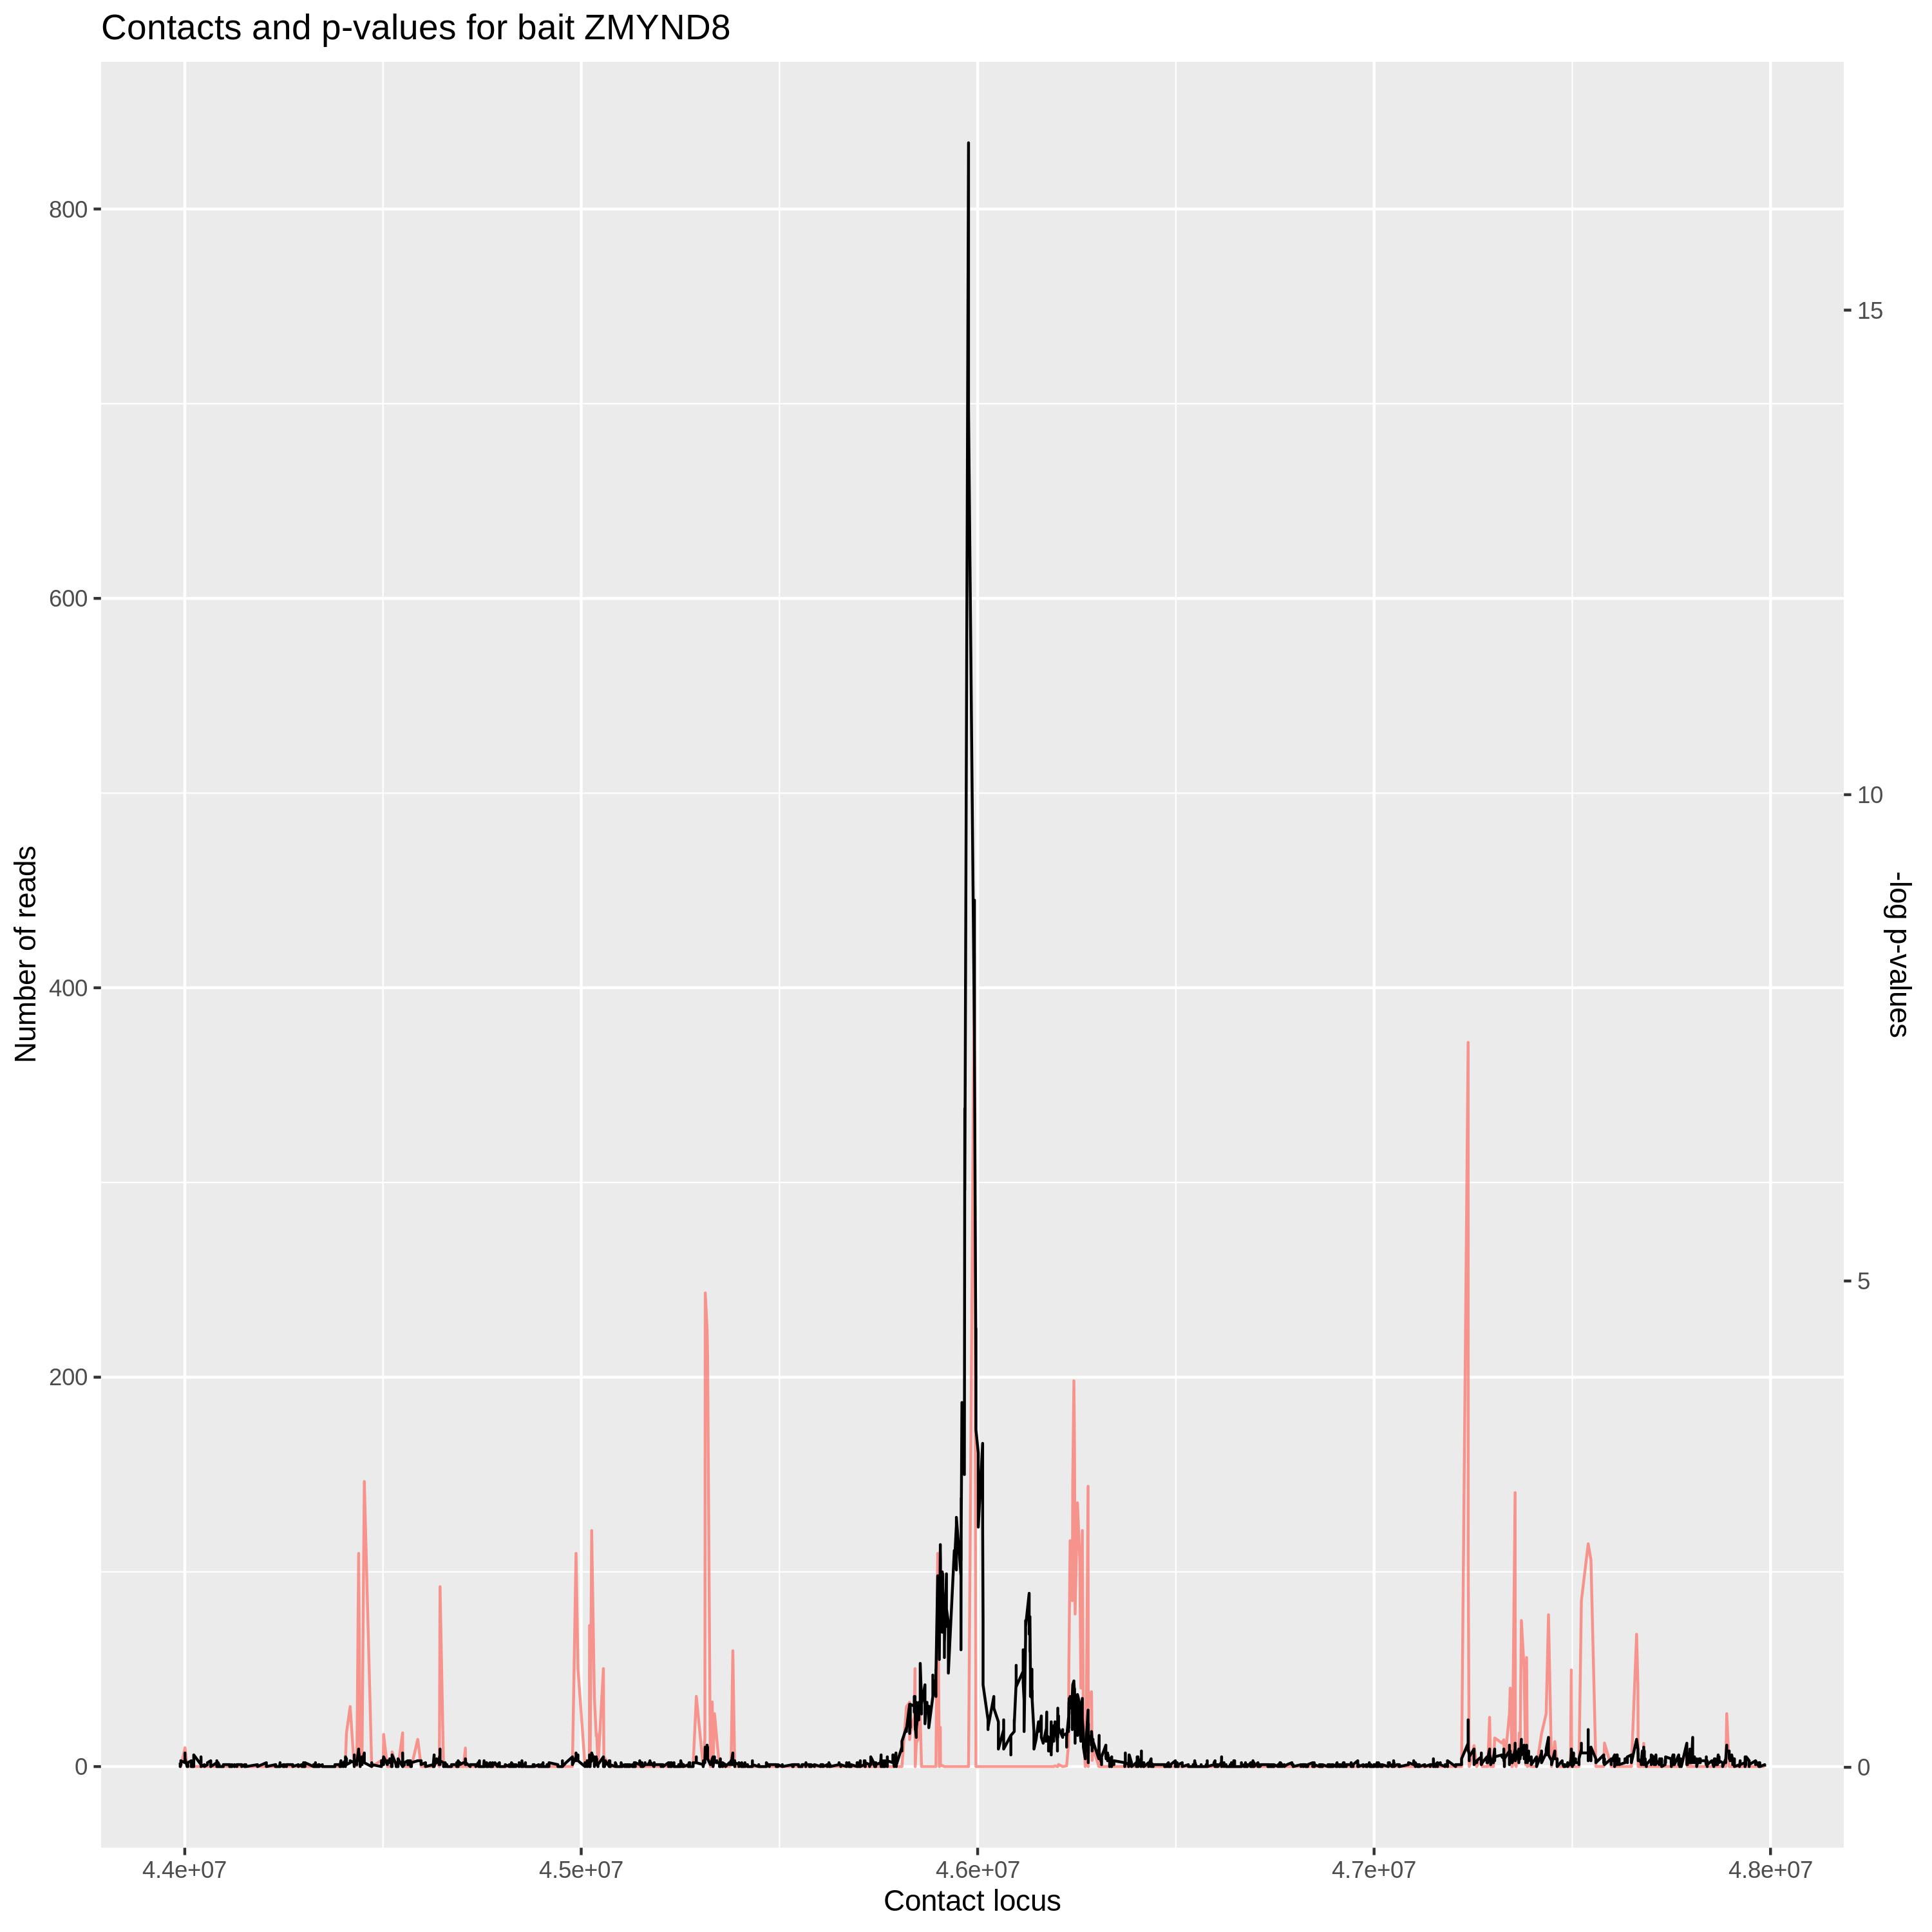 Contacts and p-values for bait ZMYND8
800
600
400
200
0
Number of reads
15
10
5
0
-log p-values
4.4e+07
4.5e+07
4.6e+07
4.7e+07
4.8e+07
Contact locus